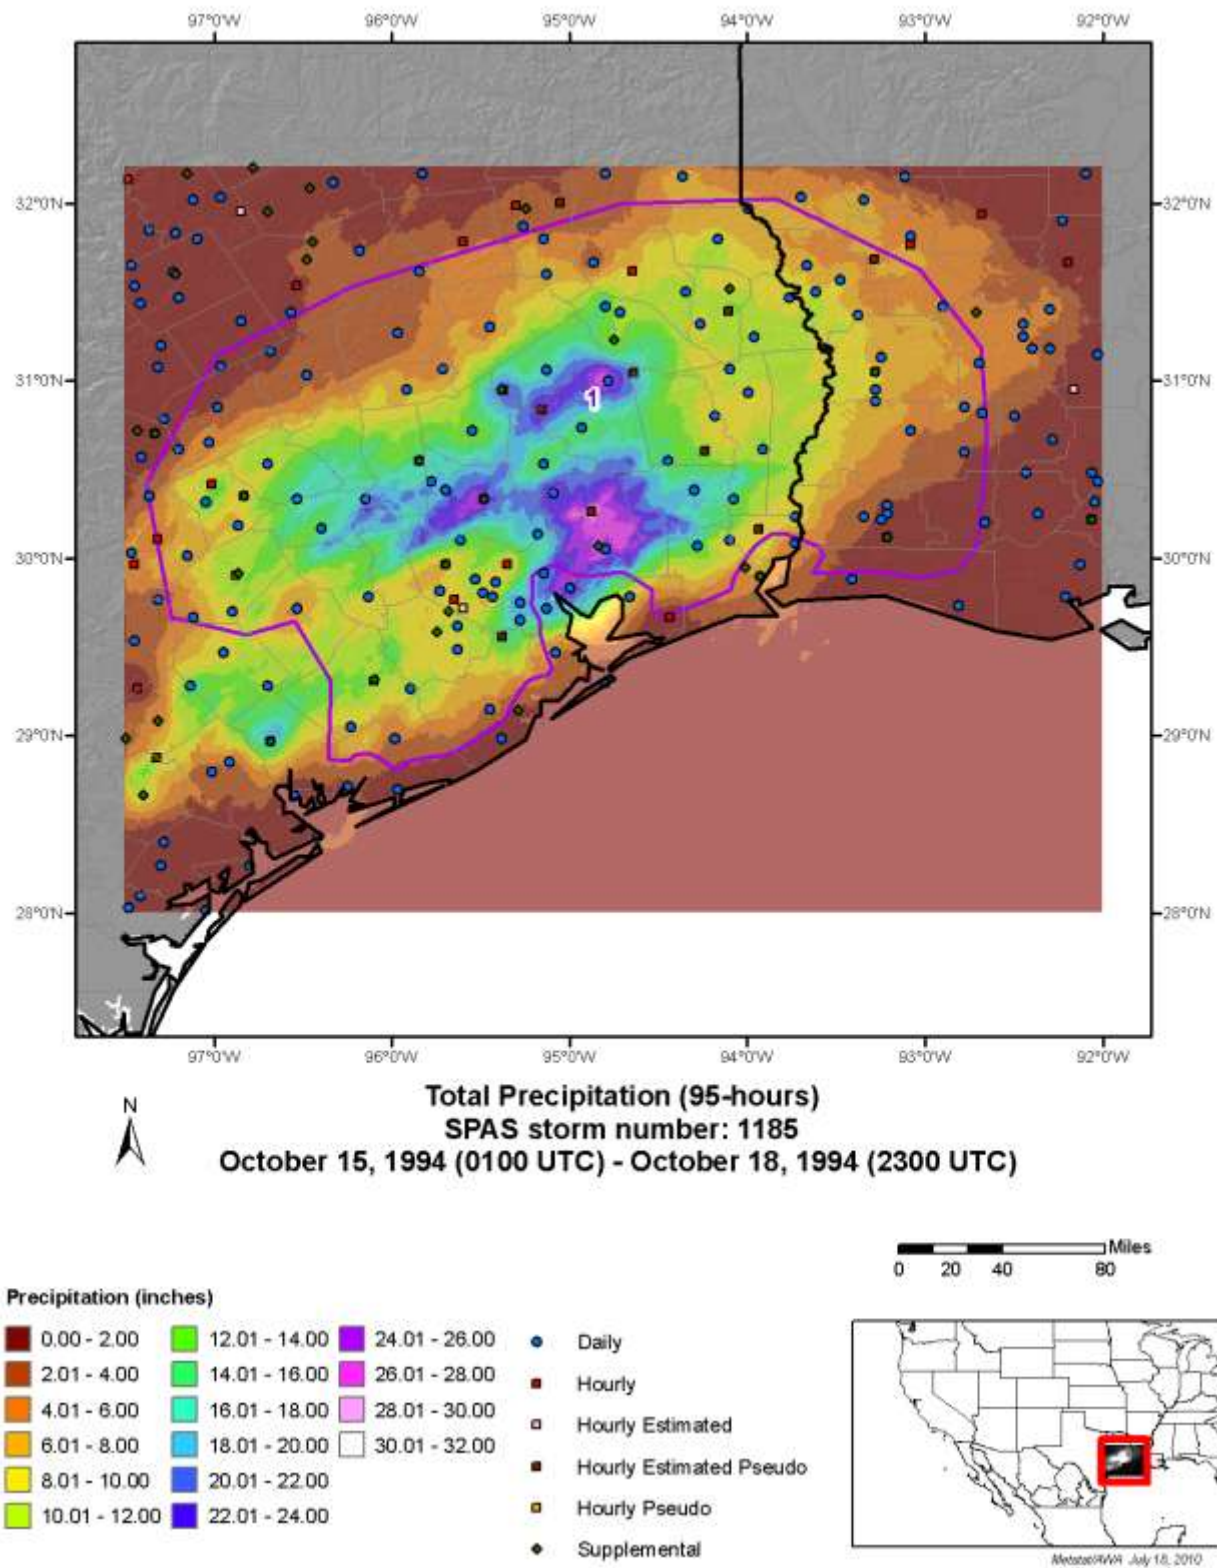 97°0'W 96°0'W 95°0'W 94°0'W 93°0'W 92°0'W
32°0'N 32°0'N
31°0'N 31°0'N
1
30°0'N 30°0'N
29°0'N 29°0'N
28°0'N 28°0'N
97°0'W 96°0'W 95°0'W 94°0'W 93°0'W 92°0'W
N
Total Precipitation (95-hours)
SPAS storm number: 1185
October 15, 1994 (0100 UTC) - October 18, 1994 (2300 UTC)
Miles
0 20 40 80
Precipitation (inches)
0.00 - 2.00
2.01 - 4.00
4.01 - 6.00
6.01 - 8.00
8.01 - 10.00
10.01 - 12.00
12.01 - 14.00
14.01 - 16.00
16.01 - 18.00
18.01 - 20.00
20.01 - 22.00
22.01 - 24.00
24.01 - 26.00
26.01 - 28.00
28.01 - 30.00
30.01 - 32.00
Daily
Hourly
Hourly Estimated
Hourly Estimated Pseudo
Hourly Pseudo
Supplemental
Metstat/AWA July 18, 2010